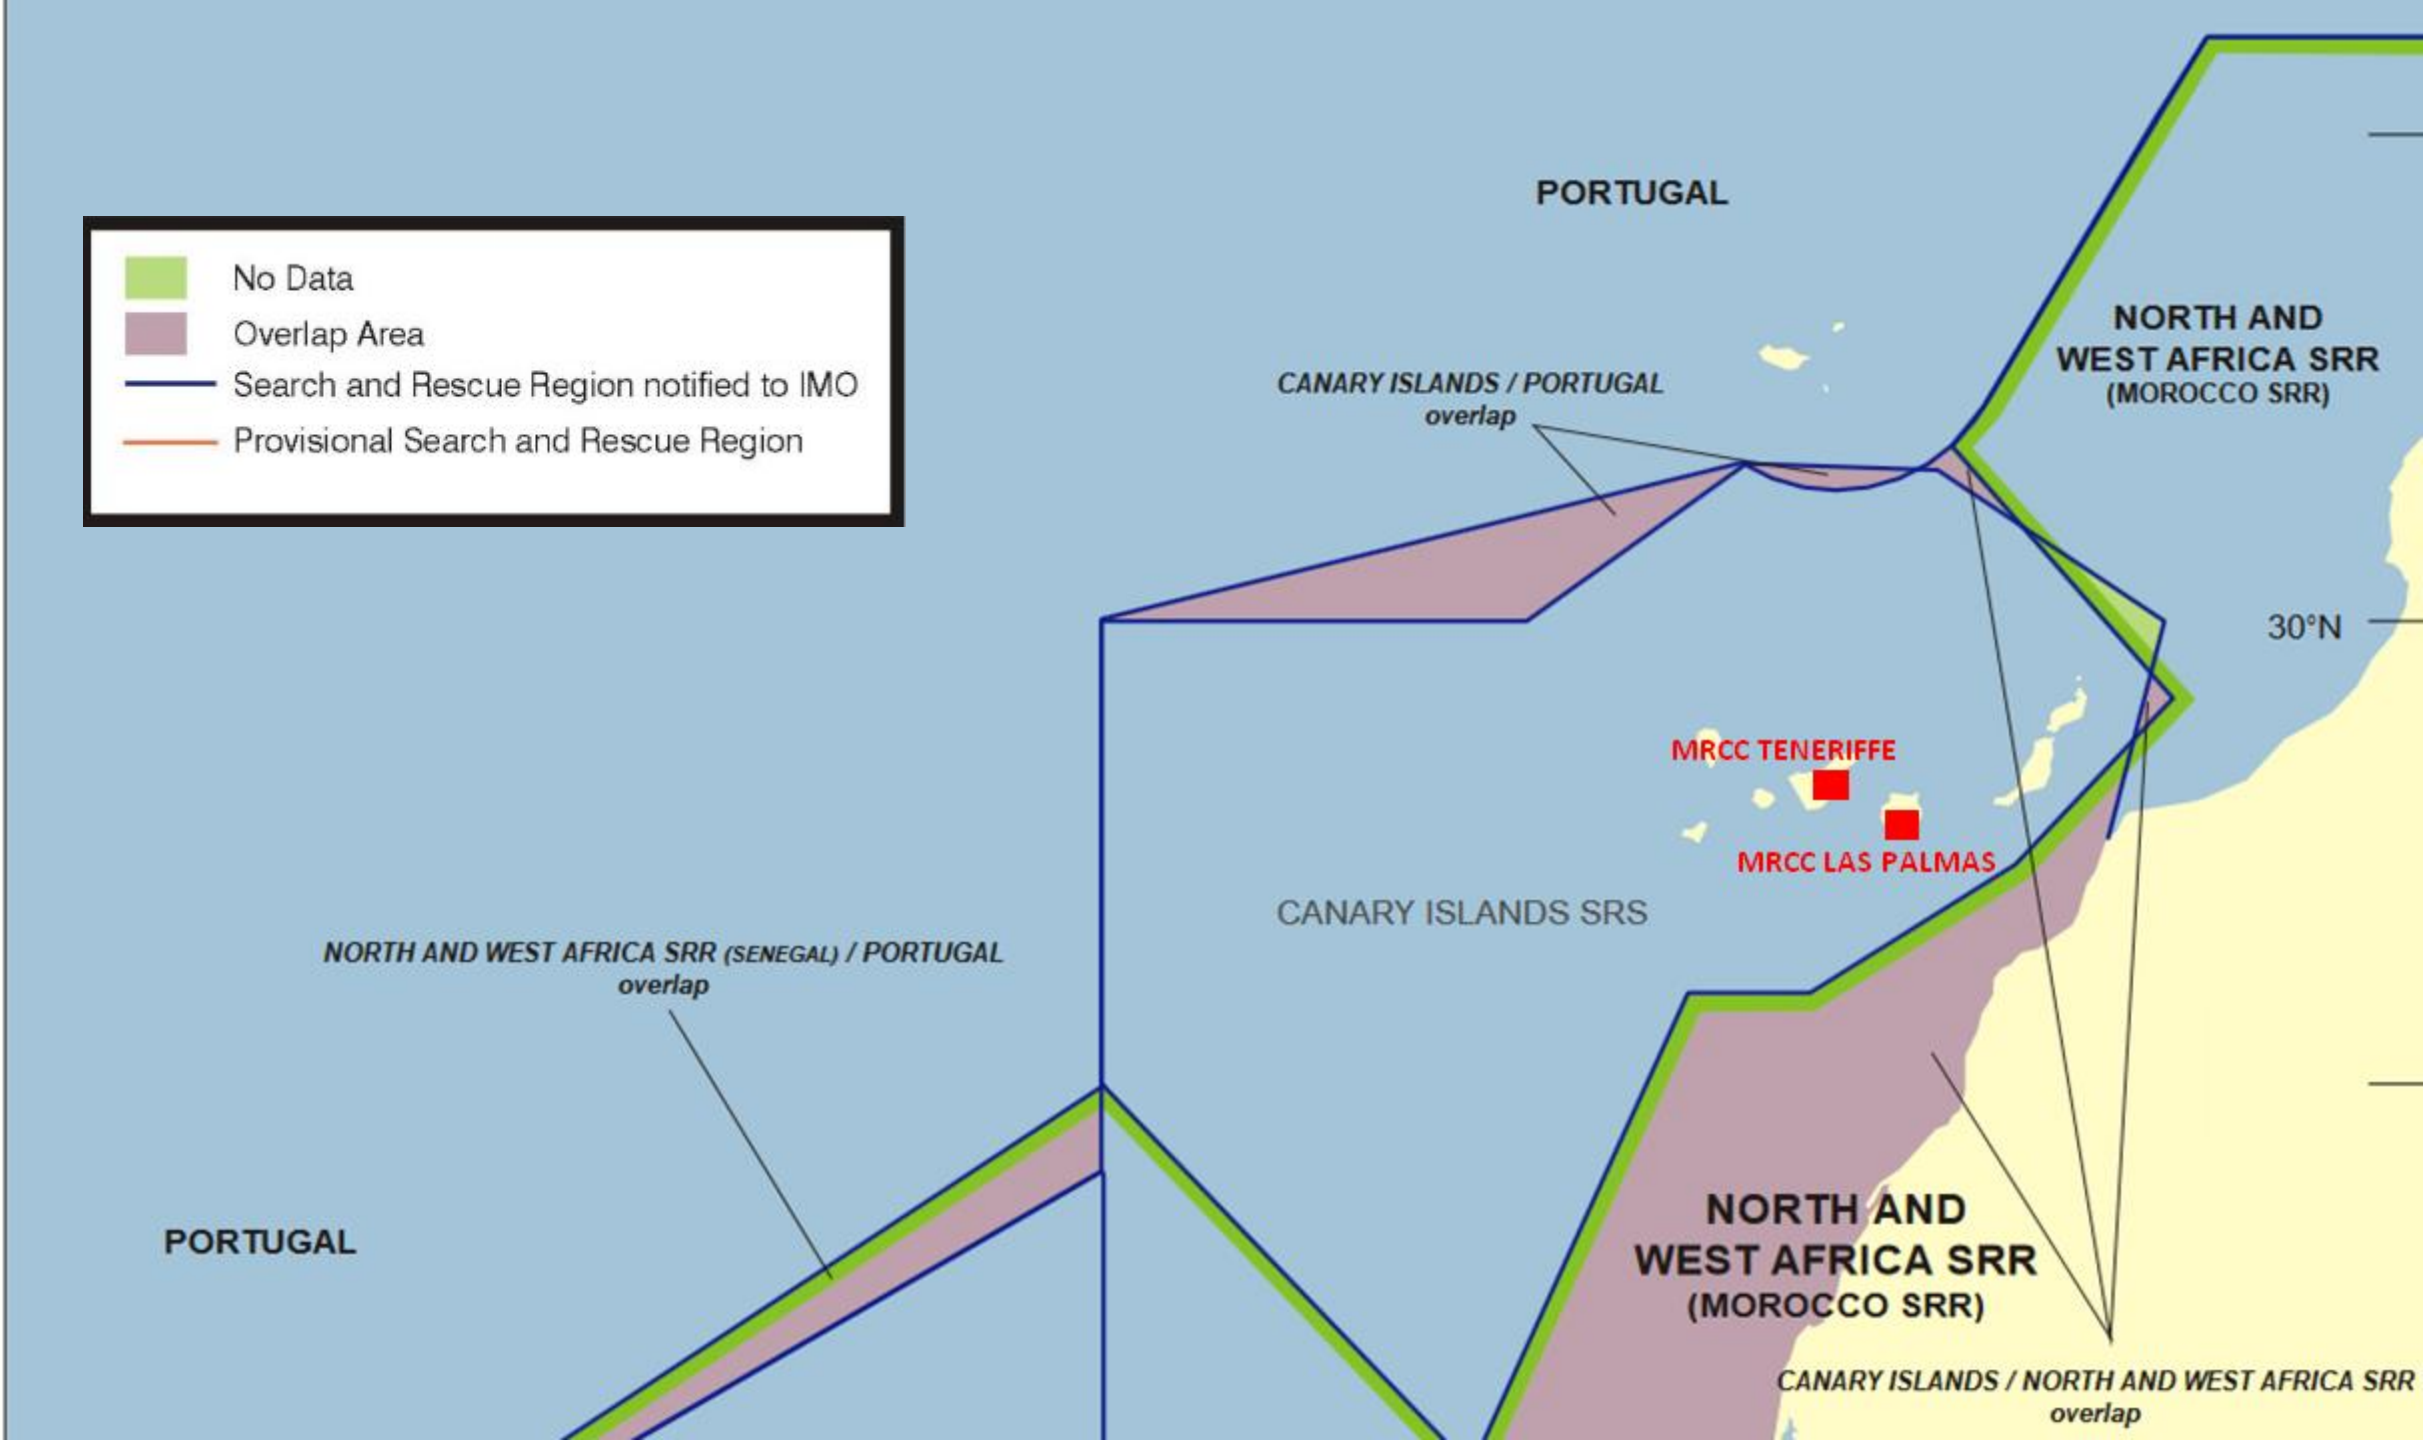 PORTUGAL
No Data
Overlap Area
Search and Rescue Region notified to IMO
Provisional Search and Rescue Region
NORTH AND
WEST AFRICA SRR
(MOROCCO SRR)
CANARY ISLANDS / PORTUGAL
overlap
30°N
MRCC TENERIFFE
MRCC LAS PALMAS
CANARY ISLANDS SRS
NORTH AND WEST AFRICA SRR (SENEGAL) / PORTUGAL
overlap
PORTUGAL
NORTH AND
WEST AFRICA SRR
(MOROCCO SRR)
CANARY ISLANDS / NORTH AND WEST AFRICA SRR
overlap